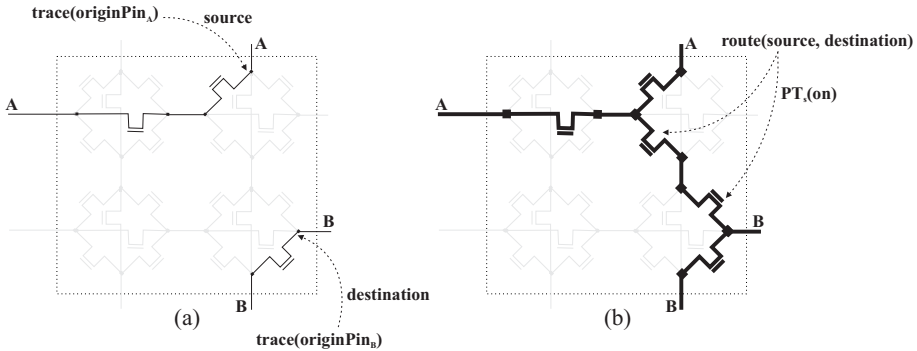 trace(originPinA)
source
A
A
B
B
destination
trace(originPinB)
(a)
route(source, destination)
PTs(on)
A
A
B
B
(b)